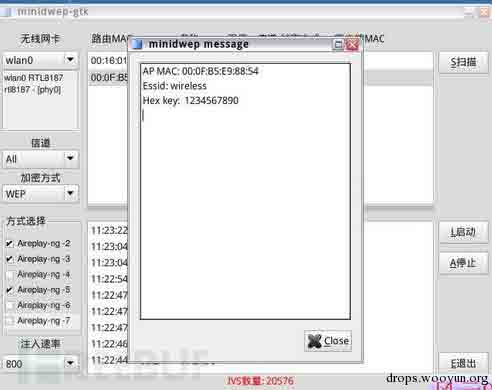 minidwep-gtk
minidwep message
无线网卡
wlan0
wlan0 RTL8187
rtl8187 - [phy0]
信道
All
加密方式
WEP
方式选择
Aireplay-ng -2
Aireplay-ng -3
Aireplay-ng -4
Aireplay-ng -5
Aireplay-ng -6
Aireplay-ng -7
注入速率
800
路由MAC
MAC
00:0F:B5
AP MAC: 00:0F:B5:E9:88:54
Essid: wireless
Hex key: 1234567890
Close
11:23:22
11:23:04
11:23:04
11:22:54
11:22:47
11:22:47
11:22:47
11:22:46
11:22:44
S扫描
L启动
A停止
E退出
IVS数量: 20576
drops.wooyun.org